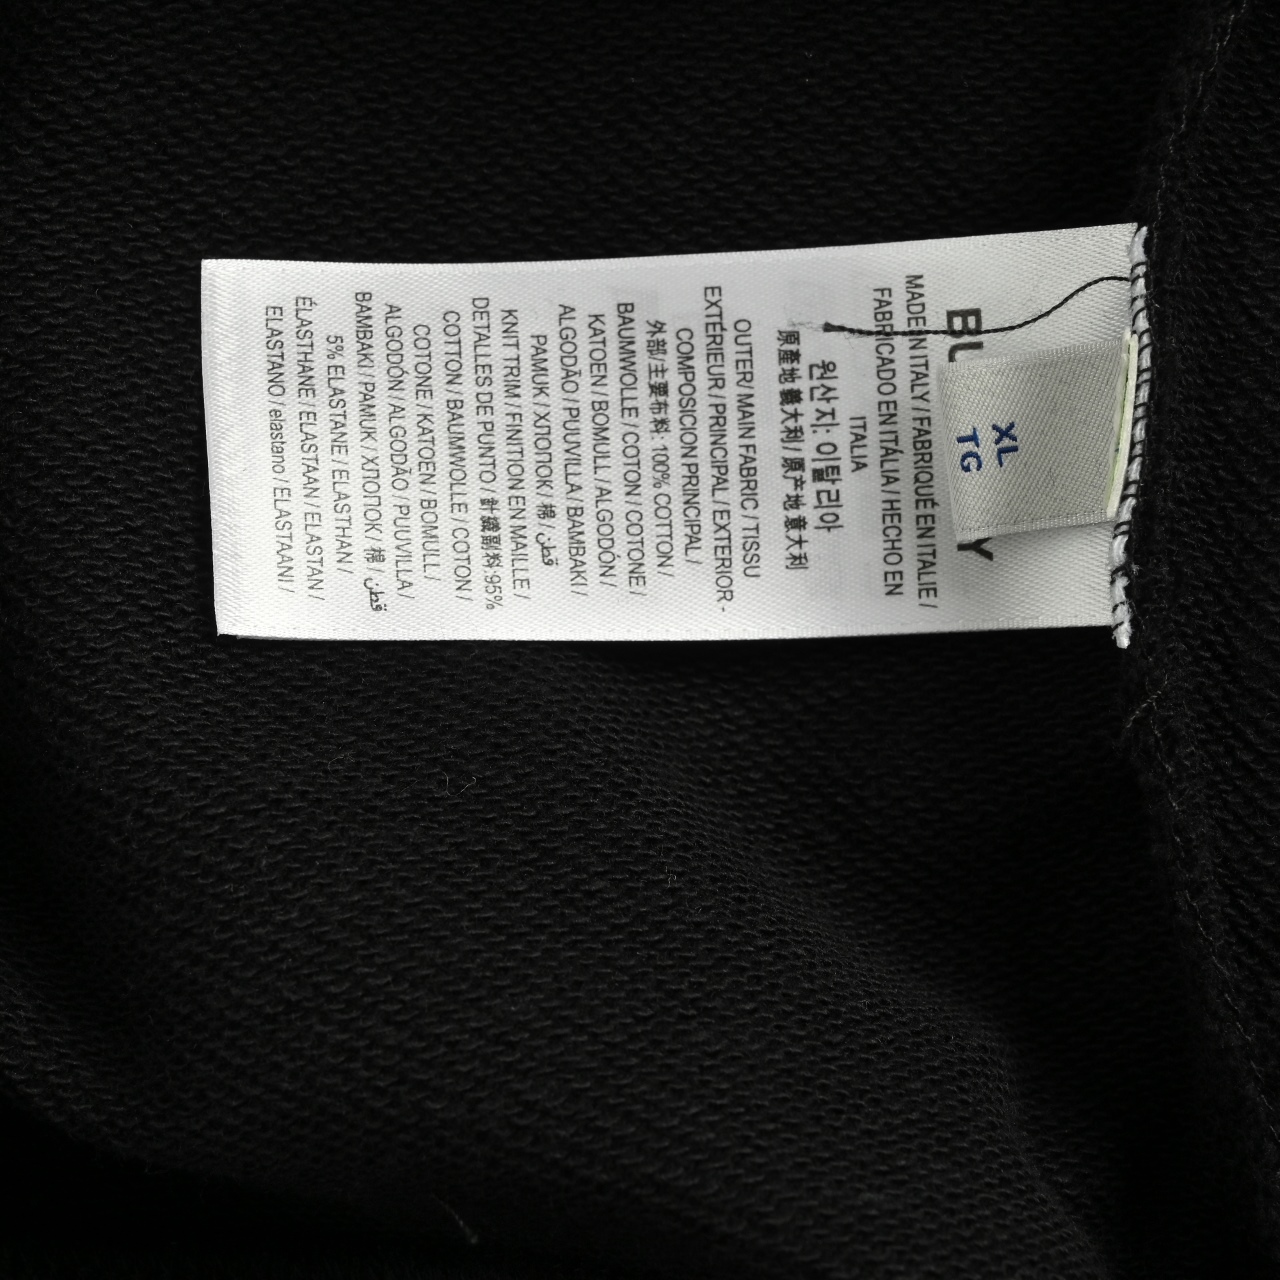 XL
TG
MADE IN ITALY / FABRIQUÉ EN ITALIE /
FABRICADO EN ITÁLIA / HECHO EN
ITALIA
원산지: 이탈리아
原產地義大利 / 原产地意大利
OUTER / MAIN FABRIC / TISSU
EXTÉRIEUR / PRINCIPAL / EXTERIOR -
COMPOSICION PRINCIPAL /
外部/主要布料: 100% COTTON /
BAUMWOLLE / COTON / COTONE /
KATOEN / BOMULL / ALGODÓN /
ALGODÃO / PUUVILLA / BAMBAKI /
PAMUK / ХЛОПОК / 棉 / قطن
KNIT TRIM / FINITION EN MAILLE /
DETALLES DE PUNTO / 針織副料:95%
COTTON / BAUMWOLLE / COTON /
COTONE / KATOEN / BOMULL /
ALGODÓN / ALGODÃO / PUUVILLA /
BAMBAKI / PAMUK / ХЛОПОК / 棉 / قطن
5% ELASTANE / ELASTHAN /
ÉLASTHANE / ELASTAAN / ELASTAN /
ELASTANO / elastano / ELASTAANI /